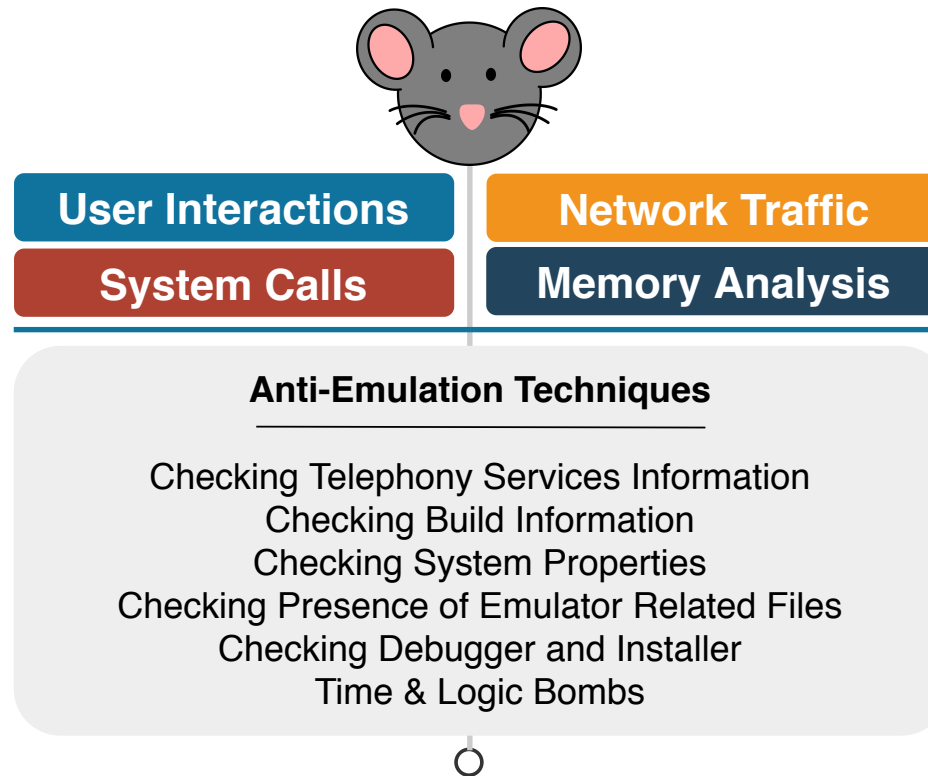 User Interactions
Network Traffic
System Calls
Memory Analysis
Anti-Emulation Techniques
Checking Telephony Services Information
Checking Build Information
Checking System Properties
Checking Presence of Emulator Related Files
Checking Debugger and Installer
Time & Logic Bombs